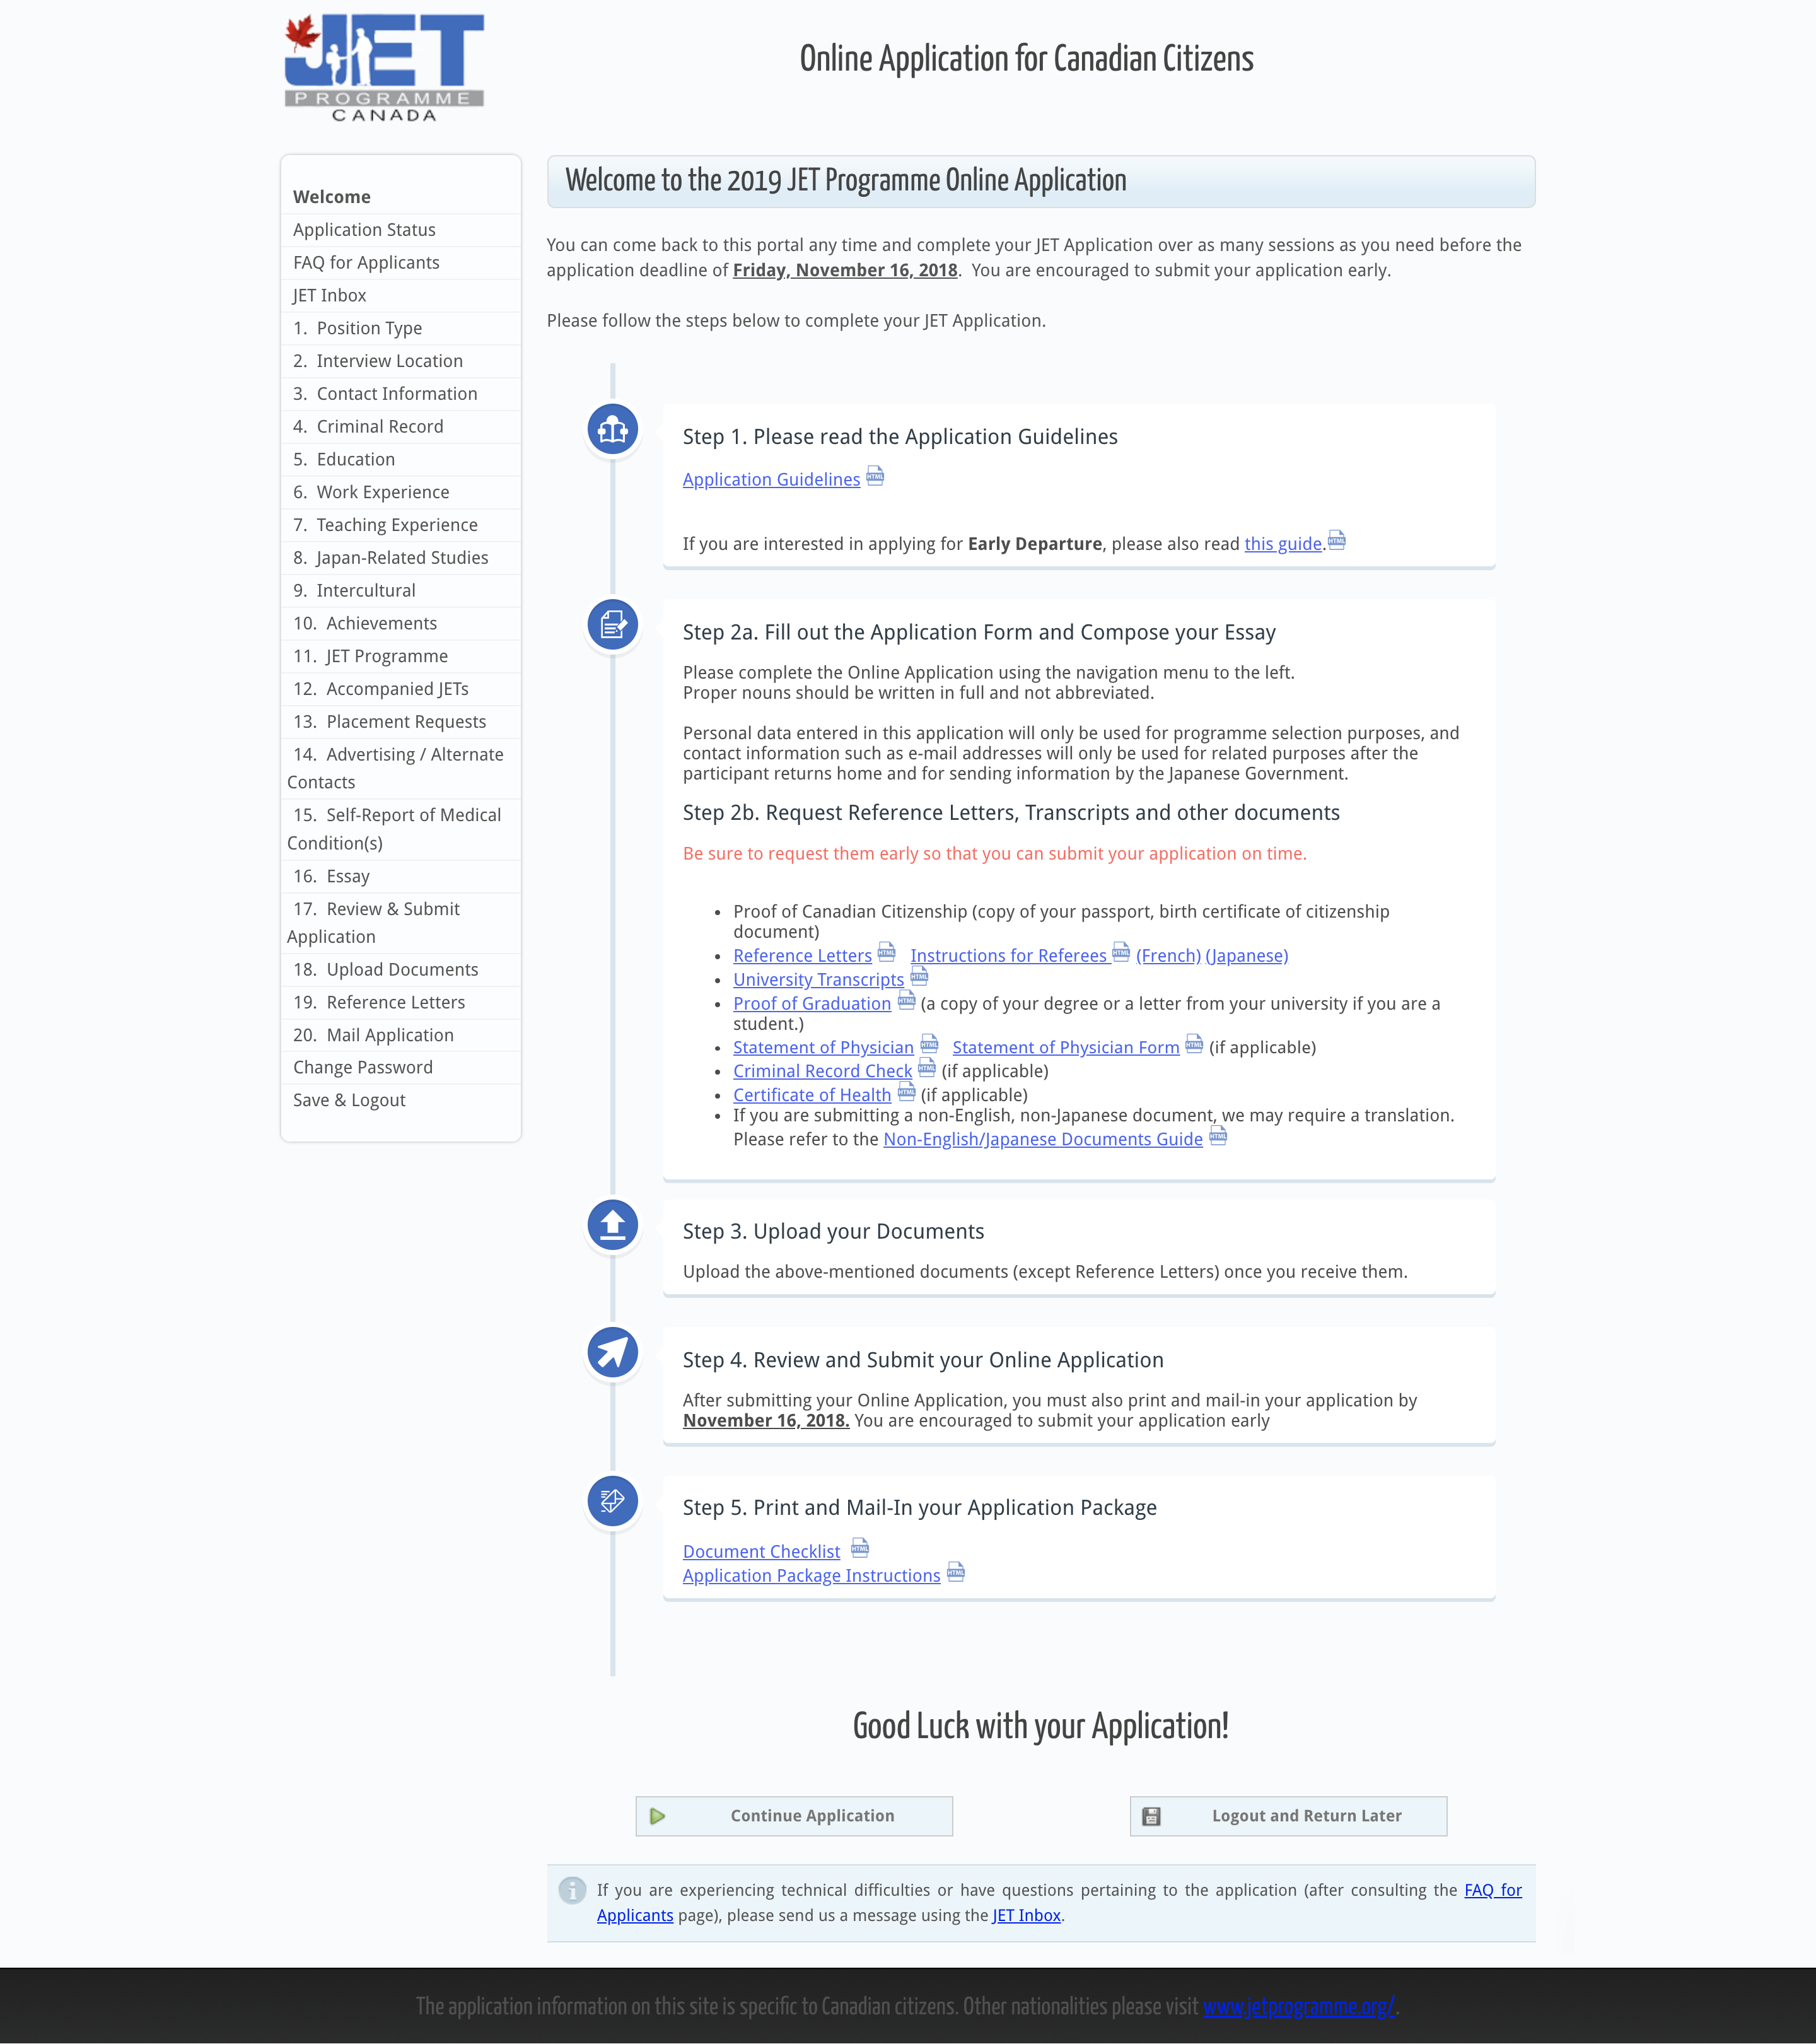 JET
PROGRAMME
CANADA
Online Application for Canadian Citizens
Welcome
Application Status
FAQ for Applicants
JET Inbox
1. Position Type
2. Interview Location
3. Contact Information
4. Criminal Record
5. Education
6. Work Experience
7. Teaching Experience
8. Japan-Related Studies
9. Intercultural
10. Achievements
11. JET Programme
12. Accompanied JETs
13. Placement Requests
14. Advertising / Alternate
Contacts
15. Self-Report of Medical
Condition(s)
16. Essay
17. Review & Submit
Application
18. Upload Documents
19. Reference Letters
20. Mail Application
Change Password
Save & Logout
Welcome to the 2019 JET Programme Online Application
You can come back to this portal any time and complete your JET Application over as many sessions as you need before the
application deadline of Friday, November 16, 2018. You are encouraged to submit your application early.
Please follow the steps below to complete your JET Application.
Step 1. Please read the Application Guidelines
Application Guidelines HTML
If you are interested in applying for Early Departure, please also read this guide. HTML
Step 2a. Fill out the Application Form and Compose your Essay
Please complete the Online Application using the navigation menu to the left.
Proper nouns should be written in full and not abbreviated.
Personal data entered in this application will only be used for programme selection purposes, and
contact information such as e-mail addresses will only be used for related purposes after the
participant returns home and for sending information by the Japanese Government.
Step 2b. Request Reference Letters, Transcripts and other documents
Be sure to request them early so that you can submit your application on time.
• Proof of Canadian Citizenship (copy of your passport, birth certificate of citizenship
document)
• Reference Letters HTML Instructions for Referees HTML (French) (Japanese)
• University Transcripts HTML
• Proof of Graduation HTML (a copy of your degree or a letter from your university if you are a
student.)
• Statement of Physician HTML Statement of Physician Form HTML (if applicable)
• Criminal Record Check HTML (if applicable)
• Certificate of Health HTML (if applicable)
• If you are submitting a non-English, non-Japanese document, we may require a translation.
Please refer to the Non-English/Japanese Documents Guide HTML
Step 3. Upload your Documents
Upload the above-mentioned documents (except Reference Letters) once you receive them.
Step 4. Review and Submit your Online Application
After submitting your Online Application, you must also print and mail-in your application by
November 16, 2018. You are encouraged to submit your application early
Step 5. Print and Mail-In your Application Package
Document Checklist HTML
Application Package Instructions HTML
Good Luck with your Application!
Continue Application
Logout and Return Later
If you are experiencing technical difficulties or have questions pertaining to the application (after consulting the FAQ for
Applicants page), please send us a message using the JET Inbox.
The application information on this site is specific to Canadian citizens. Other nationalities please visit www.jetprogramme.org/.